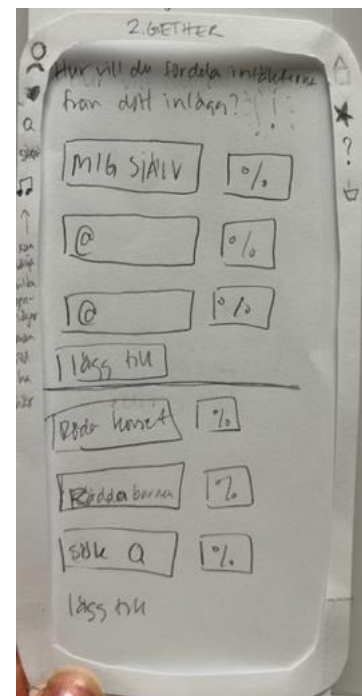 2.GETHER
Hur vill du fördela intäkterna
från ditt inlägg?
MIG SJÄLV %
@ %
@ %
lägg till
Röda korset %
Rädda barnen %
sök Q %
lägg till
Q
?